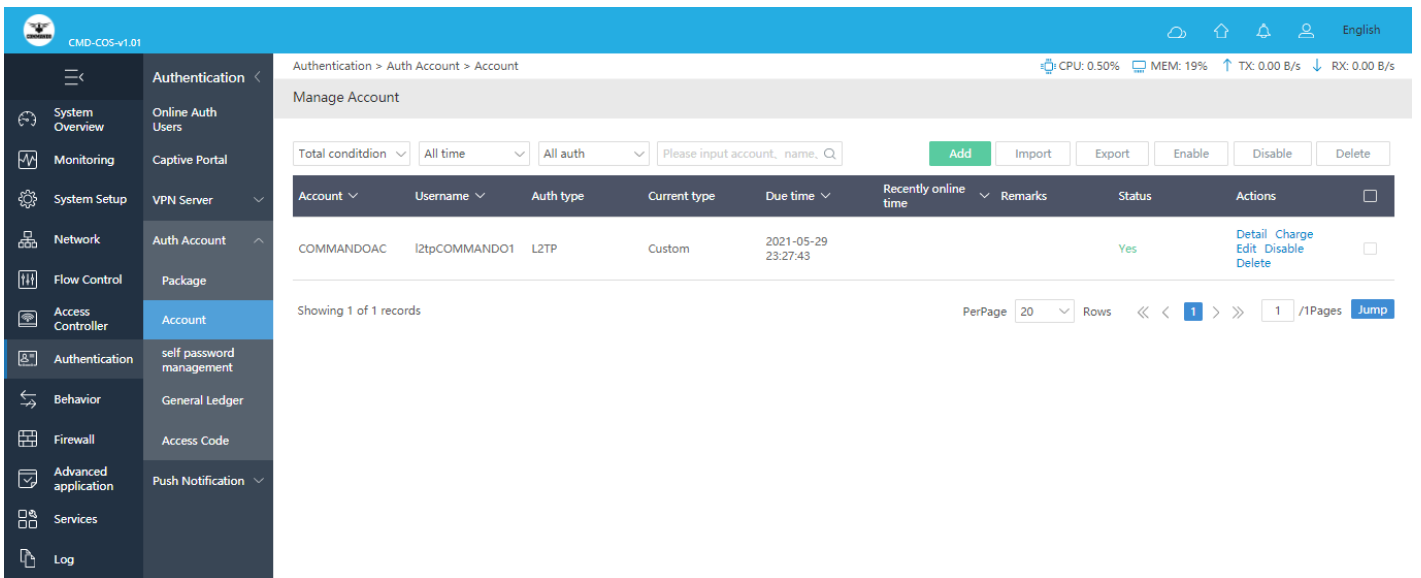 CMD-COS-v1.01
English
Authentication
Authentication > Auth Account > Account
CPU: 0.50% MEM: 19% TX: 0.00 B/s RX: 0.00 B/s
Manage Account
System
Overview
Monitoring
System Setup
Network
Flow Control
Access
Controller
Authentication
Behavior
Firewall
Advanced
application
Services
Log
Online Auth
Users
Captive Portal
VPN Server
Auth Account
Package
Account
self password
management
General Ledger
Access Code
Push Notification
Total conditdion All time All auth Please input account, name, Add Import Export Enable Disable Delete
Account Username Auth type Current type Due time Recently online
time Remarks Status Actions
COMMANDOAC l2tpCOMMANDO1 L2TP Custom 2021-05-29
23:27:43 Yes Detail Charge
Edit Disable
Delete
Showing 1 of 1 records PerPage 20 Rows 1 1 /1Pages Jump